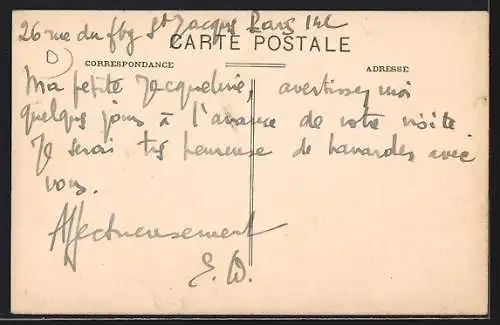 26 rue du fbg St Jacques Paris 14e
CARTE POSTALE
D
CORRESPONDANCE
ADRESSE
Ma petite Jacqueline, avertissez moi
quelques jours à l'avance de votre visite
Je serai très heureuse de bavarder avec
vous.
Affectueusement
E. D.